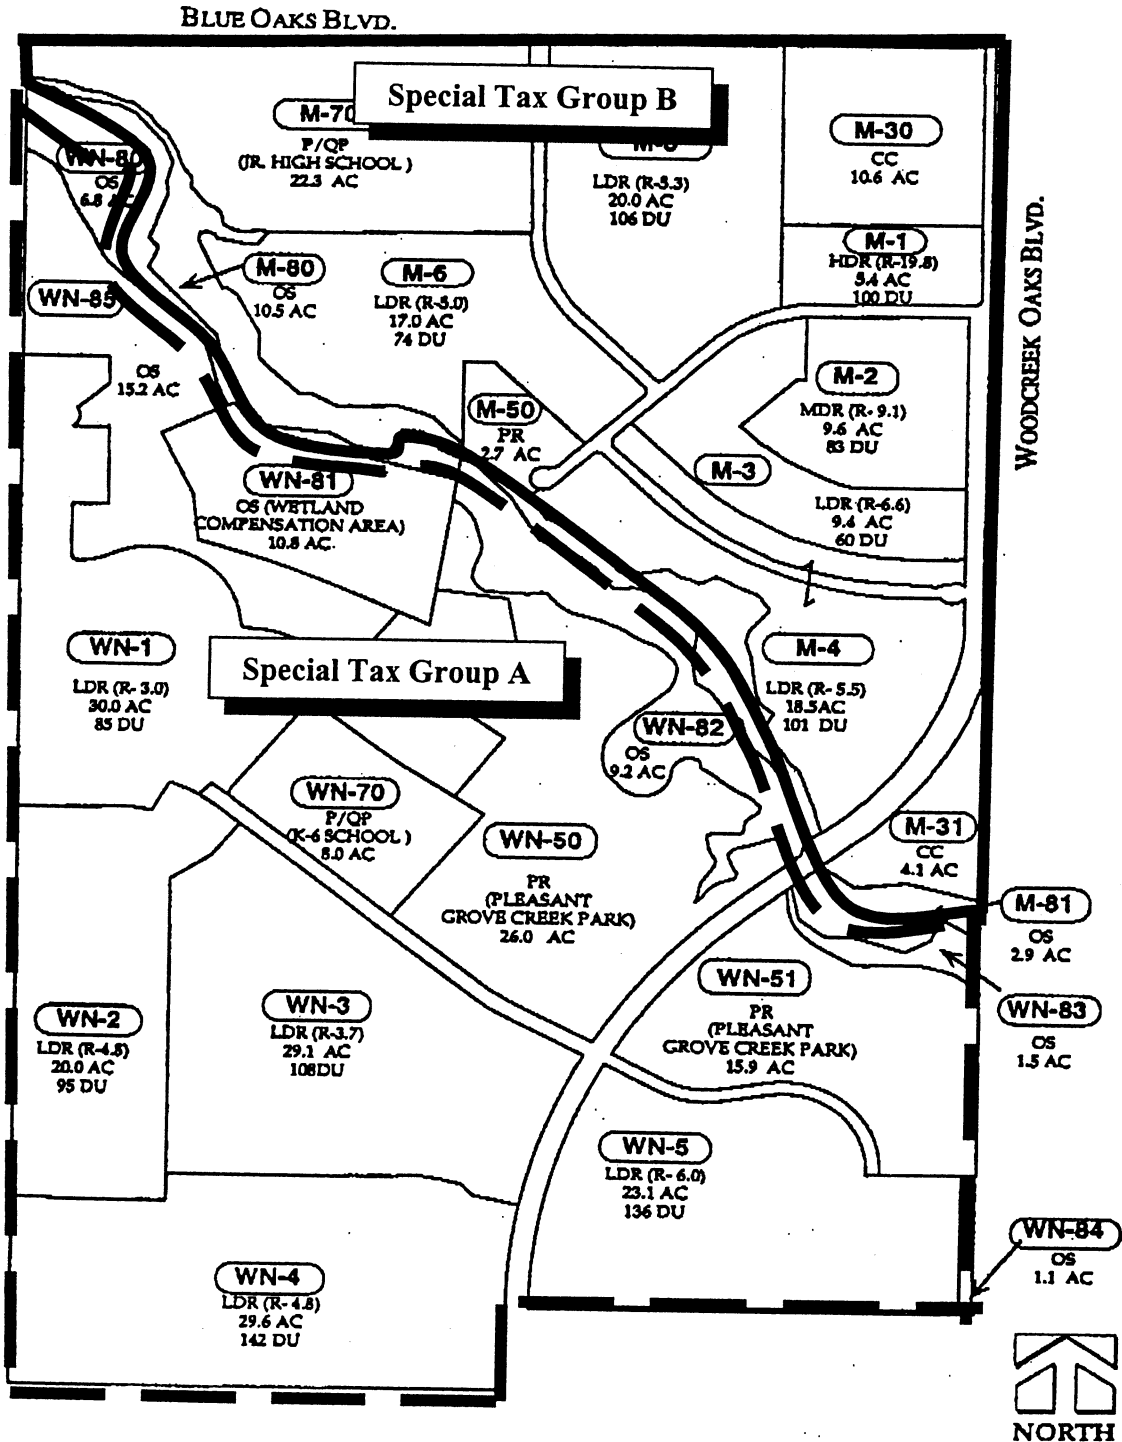 BLUE OAKS BLVD.
Special Tax Group B
M-70
P/QP
(JR. HIGH SCHOOL )
22.3 AC
LDR (R-5.3)
20.0 AC
106 DU
M-30
CC
10.6 AC
M-1
HDR (R-19.8)
5.4 AC
100 DU
WOODCREEK OAKS BLVD.
WN-80
OS
6.8 AC
WN-85
OS
15.2 AC
M-80
OS
10.5 AC
M-6
LDR (R-5.0)
17.0 AC
74 DU
M-50
PR
2.7 AC
M-2
MDR (R- 9.1)
9.6 AC
83 DU
M-3
LDR (R-6.6)
9.4 AC
60 DU
WN-81
OS (WETLAND
COMPENSATION AREA)
10.8 AC.
WN-1
LDR (R- 3.0)
30.0 AC
85 DU
Special Tax Group A
M-4
LDR (R- 5.5)
18.5AC
101 DU
WN-82
OS
9.2 AC
WN-70
P/QP
(K-6 SCHOOL )
8.0 AC
WN-50
PR
(PLEASANT
GROVE CREEK PARK)
26.0 AC
M-31
CC
4.1 AC
M-81
OS
2.9 AC
WN-83
OS
1.5 AC
WN-51
PR
(PLEASANT
GROVE CREEK PARK)
15.9 AC
WN-2
LDR (R-4.8)
20.0 AC
95 DU
WN-3
LDR (R-3.7)
29.1 AC
108DU
WN-5
LDR (R- 6.0)
23.1 AC
136 DU
WN-84
OS
1.1 AC
WN-4
LDR (R- 4.8)
29.6 AC
142 DU
NORTH